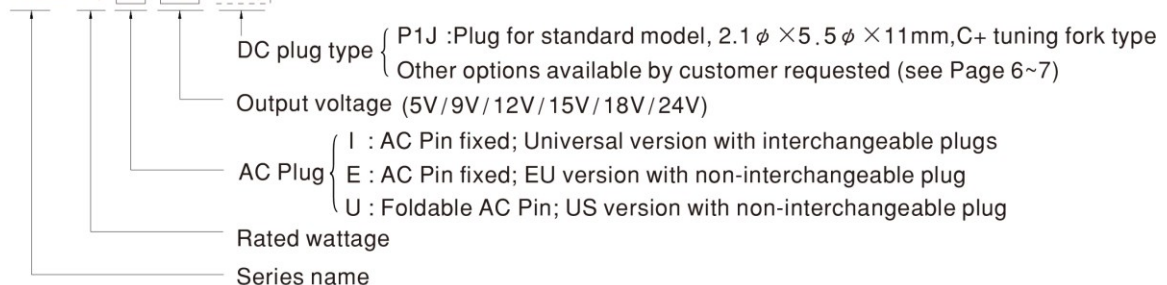 DC plug type { P1J :Plug for standard model, 2.1 φ ×5.5 φ ×11mm,C+ tuning fork type
Other options available by customer requested (see Page 6~7)
Output voltage (5V/9V/12V/15V/18V/24V)
I : AC Pin fixed; Universal version with interchangeable plugs
AC Plug { E : AC Pin fixed; EU version with non-interchangeable plug
U : Foldable AC Pin; US version with non-interchangeable plug
Rated wattage
Series name